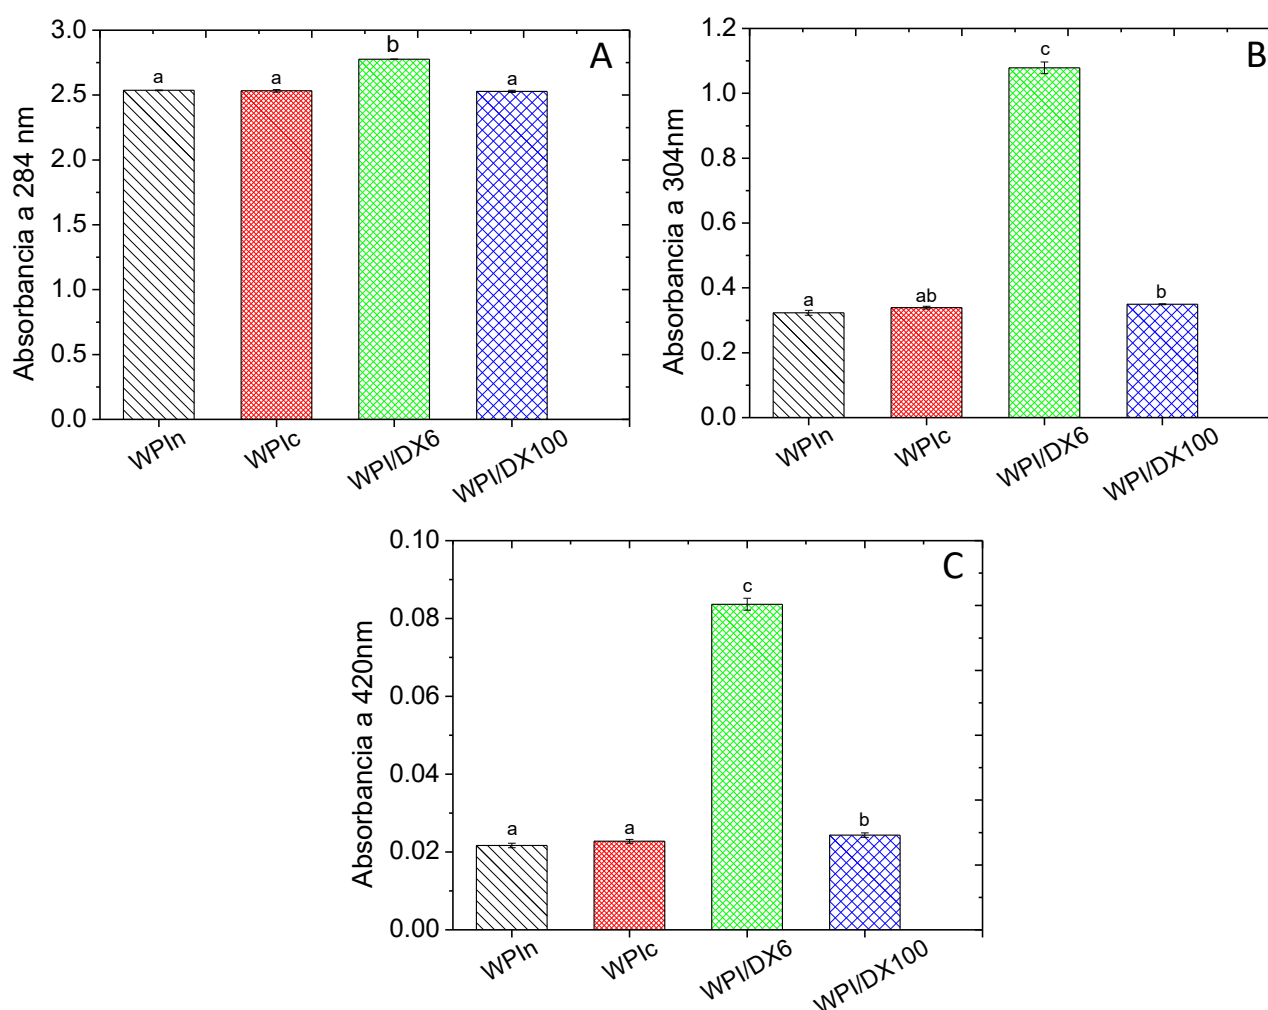 A
Absorbancia a 284 nm
3.0
2.5
2.0
1.5
1.0
0.5
0.0
a
a
b
a
WPIn
WPIc
WPI/DX6
WPI/DX100
B
Absorbancia a 304nm
1.2
1.0
0.8
0.6
0.4
0.2
0.0
a
ab
c
b
WPIn
WPIc
WPI/DX6
WPI/DX100
C
Absorbancia a 420nm
0.10
0.08
0.06
0.04
0.02
0.00
a
a
c
b
WPIn
WPIc
WPI/DX6
WPI/DX100